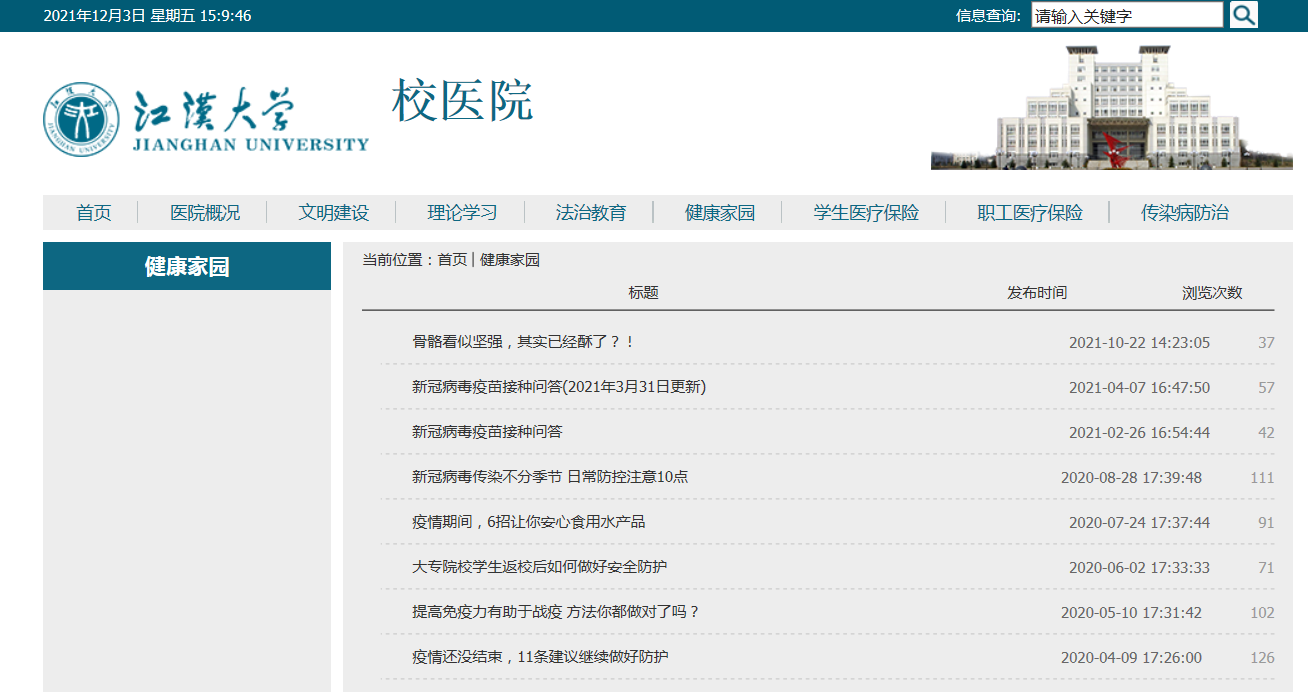 2021年12月3日 星期五 15:9:46 信息查询: 请输入关键字
江漢大学 校医院
JIANGHAN UNIVERSITY
首页 医院概况 文明建设 理论学习 法治教育 健康家园 学生医疗保险 职工医疗保险 传染病防治
健康家园
当前位置：首页 | 健康家园
标题 发布时间 浏览次数
骨骼看似坚强，其实已经酥了？！ 2021-10-22 14:23:05 37
新冠病毒疫苗接种问答(2021年3月31日更新) 2021-04-07 16:47:50 57
新冠病毒疫苗接种问答 2021-02-26 16:54:44 42
新冠病毒传染不分季节 日常防控注意10点 2020-08-28 17:39:48 111
疫情期间，6招让你安心食用水产品 2020-07-24 17:37:44 91
大专院校学生返校后如何做好安全防护 2020-06-02 17:33:33 71
提高免疫力有助于战疫 方法你都做对了吗？ 2020-05-10 17:31:42 102
疫情还没结束，11条建议继续做好防护 2020-04-09 17:26:00 126